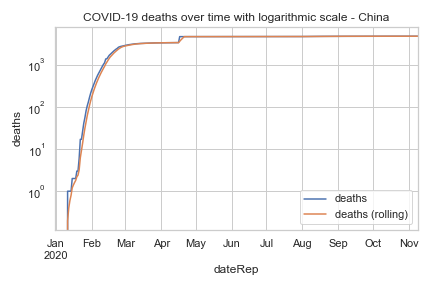 COVID-19 deaths over time with logarithmic scale - China
deaths
10³
10²
10¹
10⁰
deaths
deaths (rolling)
Jan Feb Mar Apr May Jun Jul Aug Sep Oct Nov
2020
dateRep